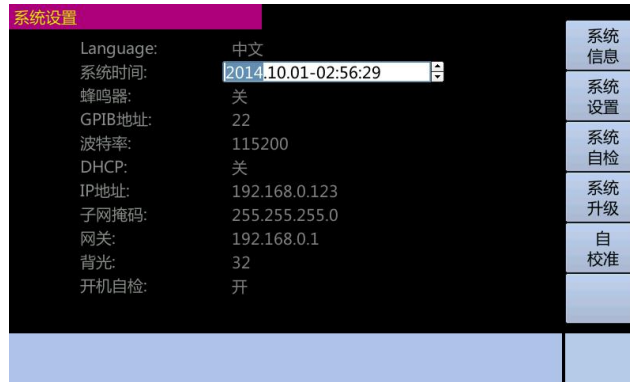 系统设置
Language: 中文
系统时间: 2014.10.01-02:56:29
蜂鸣器: 关
GPIB地址: 22
波特率: 115200
DHCP: 关
IP地址: 192.168.0.123
子网掩码: 255.255.255.0
网关: 192.168.0.1
背光: 32
开机自检: 开
系统
信息
系统
设置
系统
自检
系统
升级
自
校准